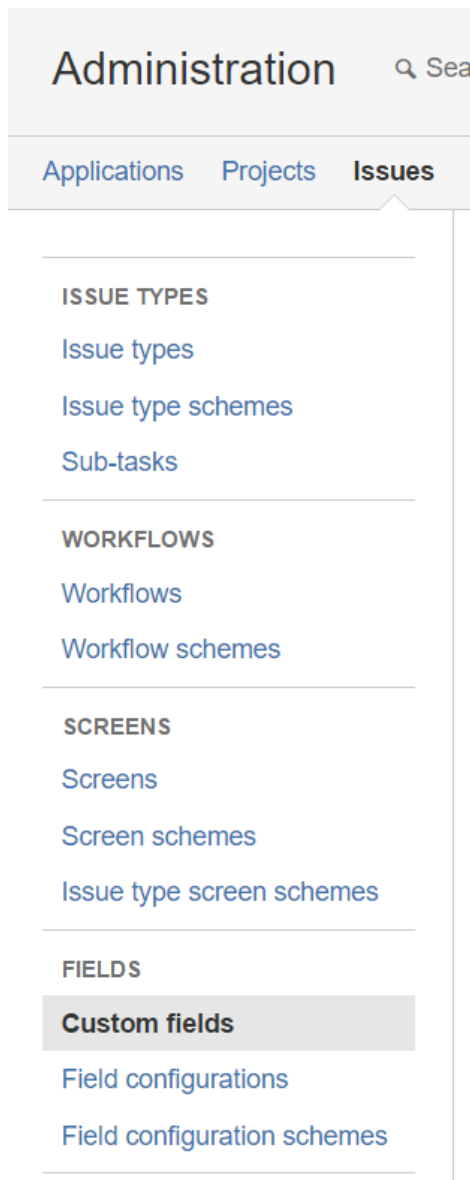 Administration
Applications Projects Issues
ISSUE TYPES
Issue types
Issue type schemes
Sub-tasks
WORKFLOWS
Workflows
Workflow schemes
SCREENS
Screens
Screen schemes
Issue type screen schemes
FIELDS
Custom fields
Field configurations
Field configuration schemes